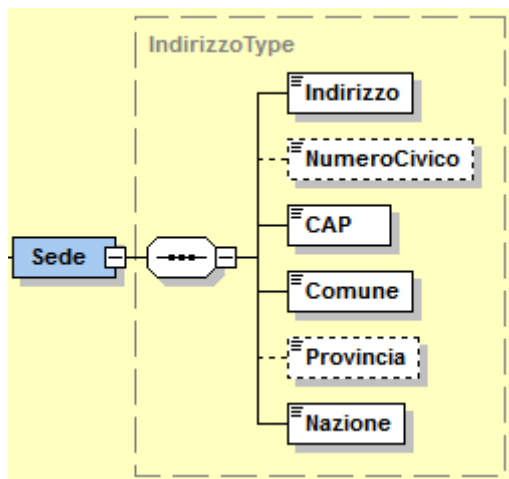 IndirizzoType
Indirizzo
NumeroCivico
CAP
Sede
Comune
Provincia
Nazione